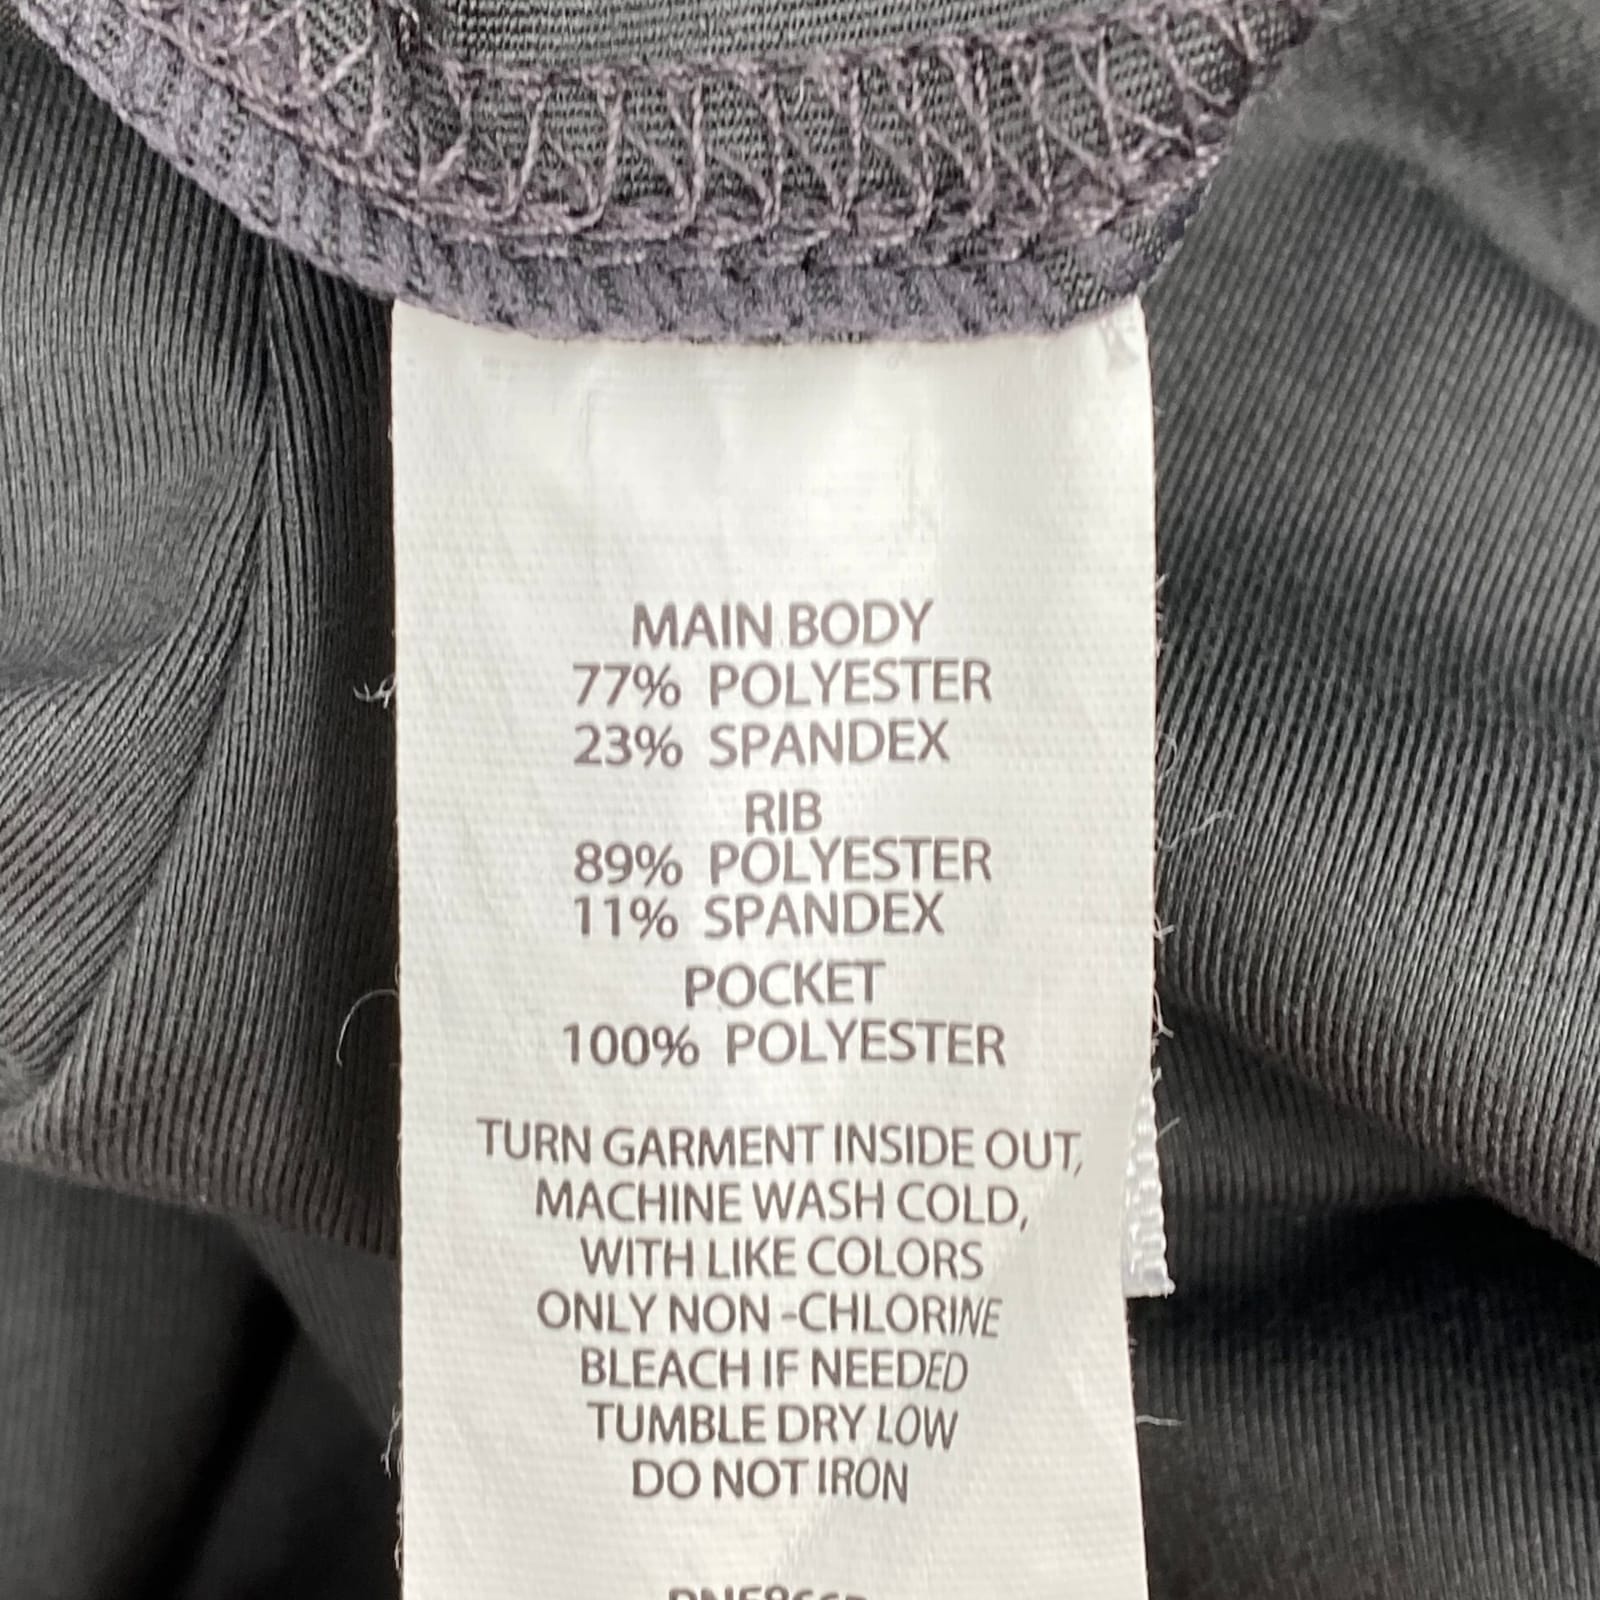 MAIN BODY
77% POLYESTER
23% SPANDEX
RIB
89% POLYESTER
11% SPANDEX
POCKET
100% POLYESTER
TURN GARMENT INSIDE OUT,
MACHINE WASH COLD,
WITH LIKE COLORS
ONLY NON -CHLORINE
BLEACH IF NEEDED
TUMBLE DRY LOW
DO NOT IRON